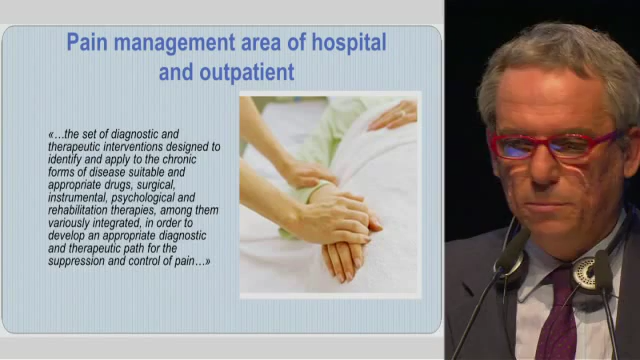 Pain management area of hospital
and outpatient
«…the set of diagnostic and
therapeutic interventions designed to
identify and apply to the chronic
forms of disease suitable and
appropriate drugs, surgical,
instrumental, psychological and
rehabilitation therapies, among them
variously integrated, in order to
develop an appropriate diagnostic
and therapeutic path for the
suppression and control of pain…»